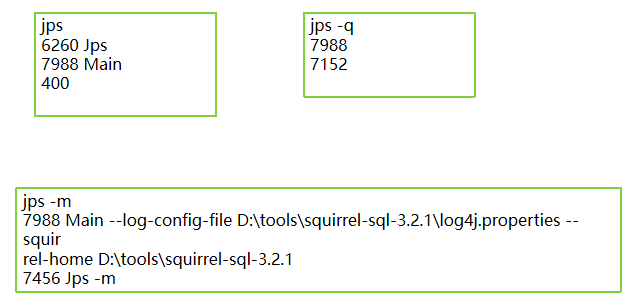 jps
6260 Jps
7988 Main
400
jps -q
7988
7152
jps -m
7988 Main --log-config-file D:\tools\squirrel-sql-3.2.1\log4j.properties --
squir
rel-home D:\tools\squirrel-sql-3.2.1
7456 Jps -m